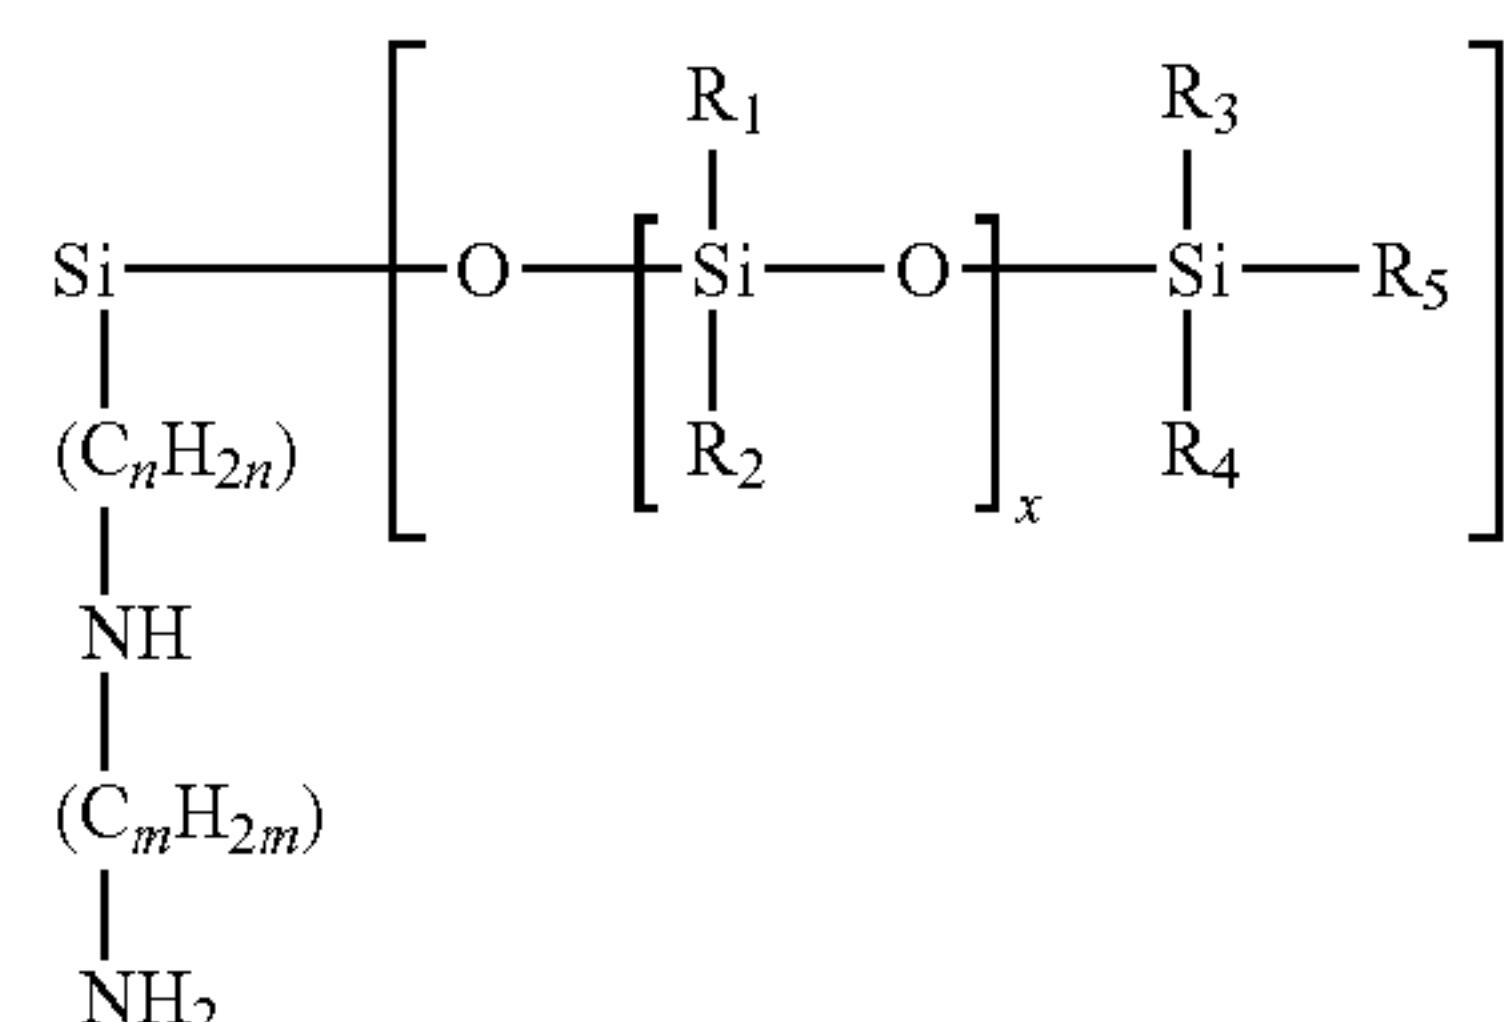 R1 R3
Si O Si O Si R5
(CnH2n) R2 R4
x
NH
(CmH2m)
NH2